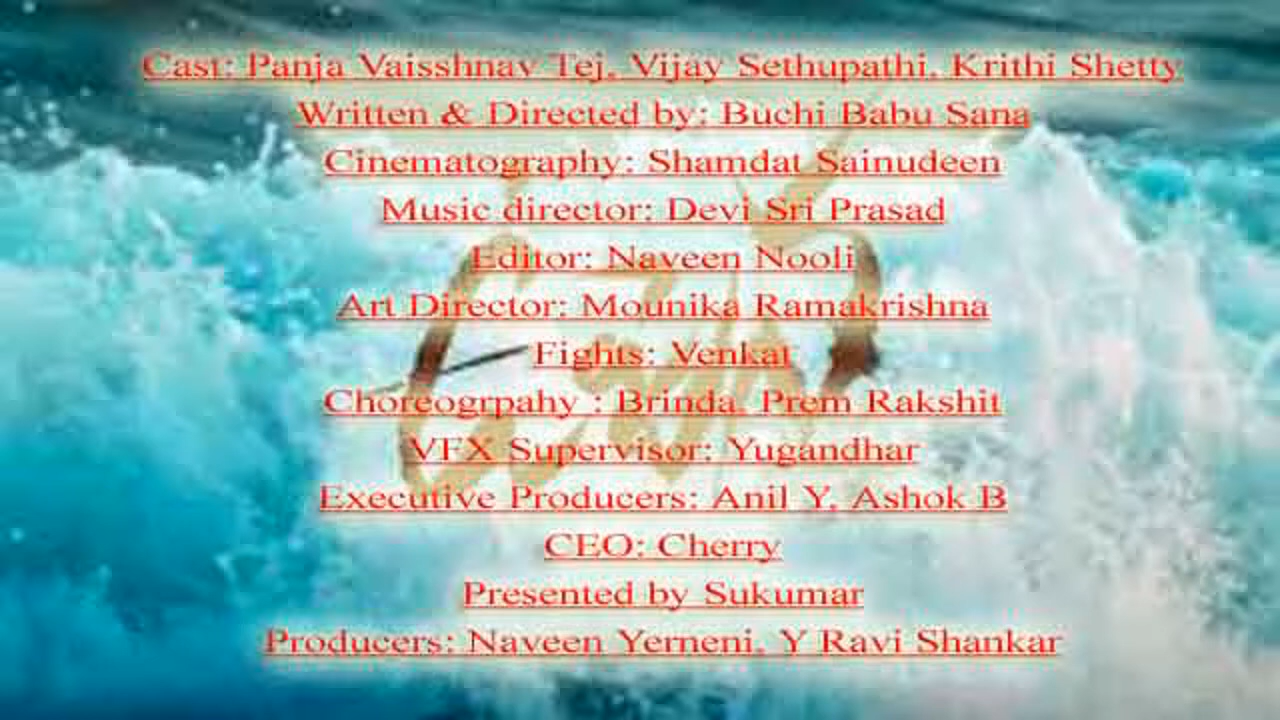 Cast: Panja Vaisshnav Tej, Vijay Sethupathi, Krithi Shetty
Written & Directed by: Buchi Babu Sana
Cinematography: Shamdat Sainudeen
Music director: Devi Sri Prasad
Editor: Naveen Nooli
Art Director: Mounika Ramakrishna
Fights: Venkat
Choreogrpahy : Brinda, Prem Rakshit
VFX Supervisor: Yugandhar
Executive Producers: Anil Y, Ashok B
CEO: Cherry
Presented by Sukumar
Producers: Naveen Yerneni, Y Ravi Shankar